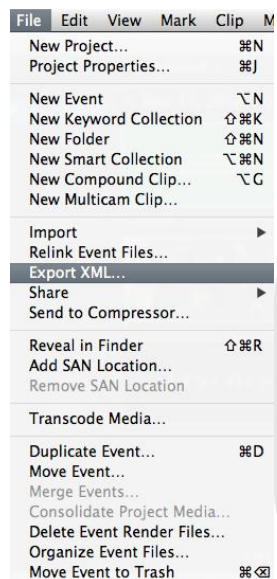 File Edit View Mark Clip M
New Project... ⌘N
Project Properties... ⌘J
New Event ⌥N
New Keyword Collection ⇧⌘K
New Folder ⇧⌘N
New Smart Collection ⌥⌘N
New Compound Clip... ⌥G
New Multicam Clip...
Import ▶
Relink Event Files...
Export XML...
Share ▶
Send to Compressor...
Reveal in Finder ⇧⌘R
Add SAN Location...
Remove SAN Location
Transcode Media...
Duplicate Event... ⌘D
Move Event...
Merge Events...
Consolidate Project Media...
Delete Event Render Files...
Organize Event Files...
Move Event to Trash ⌘⌫